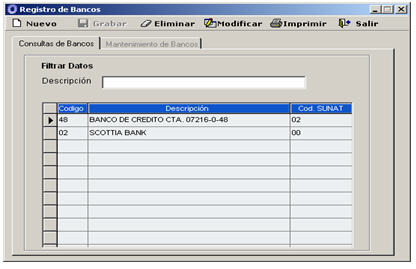 Registro de Bancos
Nuevo Grabar Eliminar Modificar Imprimir Salir
Consultas de Bancos Mantenimiento de Bancos
Filtrar Datos
Descripción
Codigo Descripción Cod. SUNAT
48 BANCO DE CREDITO CTA. 07216-0-48 02
02 SCOTTIA BANK 00